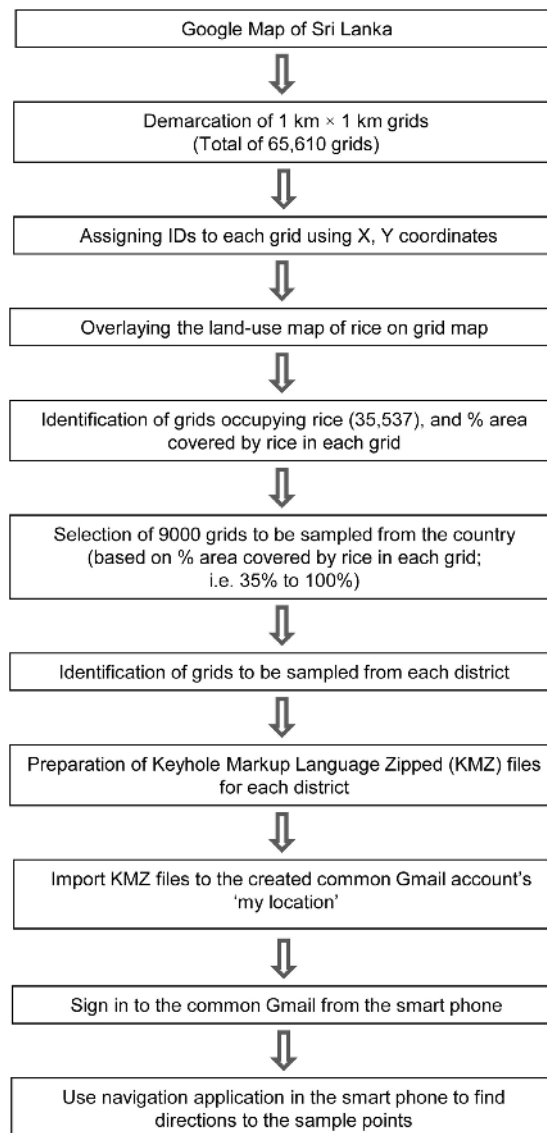 Google Map of Sri Lanka
Demarcation of 1 km × 1 km grids
(Total of 65,610 grids)
Assigning IDs to each grid using X, Y coordinates
Overlaying the land-use map of rice on grid map
Identification of grids occupying rice (35,537), and % area
covered by rice in each grid
Selection of 9000 grids to be sampled from the country
(based on % area covered by rice in each grid;
i.e. 35% to 100%)
Identification of grids to be sampled from each district
Preparation of Keyhole Markup Language Zipped (KMZ) files
for each district
Import KMZ files to the created common Gmail account's
'my location'
Sign in to the common Gmail from the smart phone
Use navigation application in the smart phone to find
directions to the sample points